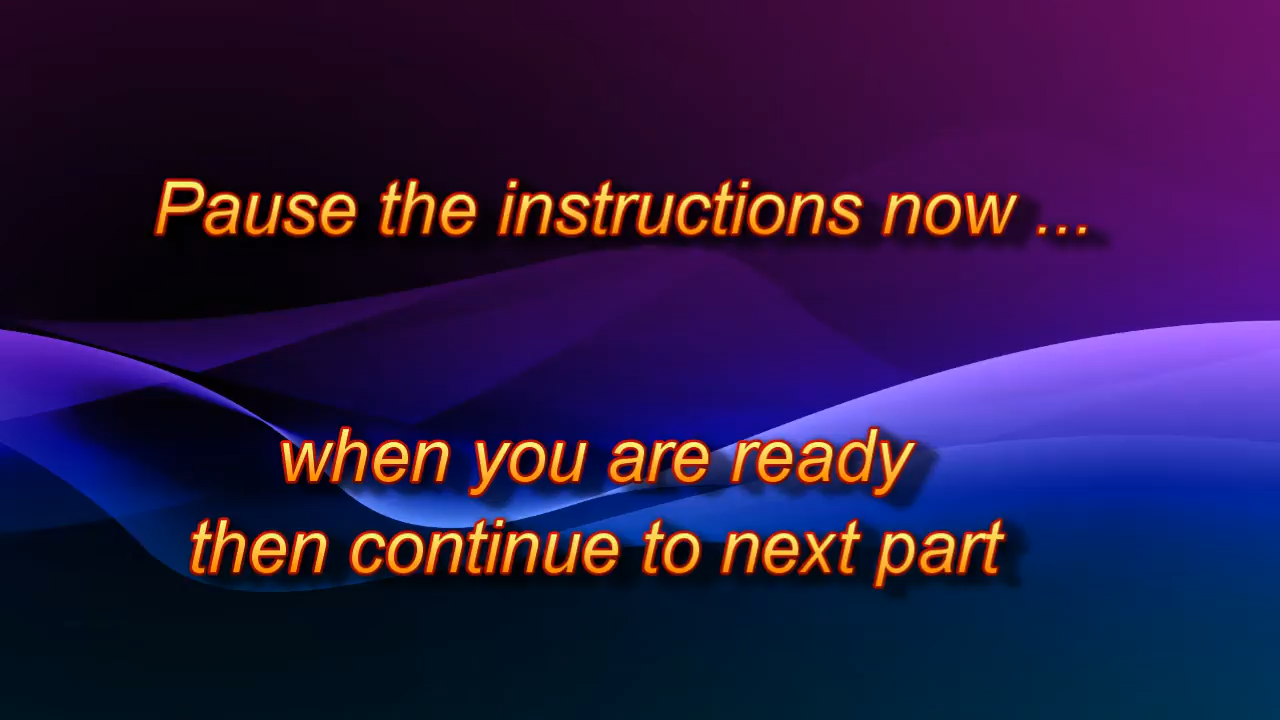 Pause the instructions now ...
when you are ready
then continue to next part